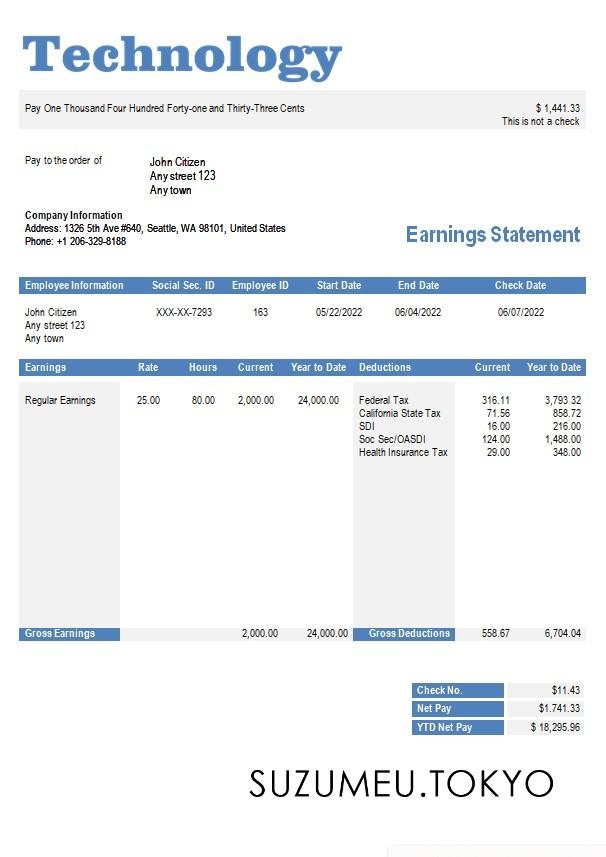 Technology
Pay One Thousand Four Hundred Forty-one and Thirty-Three Cents $ 1,441.33
This is not a check
Pay to the order of John Citizen
Any street 123
Any town
Company Information
Address: 1326 5th Ave #640, Seattle, WA 98101, United States
Phone: +1 206-329-8188
Earnings Statement
Employee Information Social Sec. ID Employee ID Start Date End Date Check Date
John Citizen XXX-XX-7293 163 05/22/2022 06/04/2022 06/07/2022
Any street 123
Any town
Earnings Rate Hours Current Year to Date Deductions Current Year to Date
Regular Earnings 25.00 80.00 2,000.00 24,000.00 Federal Tax 316.11 3,793 32
California State Tax 71.56 858.72
SDI 16.00 216.00
Soc Sec/OASDI 124.00 1,488.00
Health Insurance Tax 29.00 348.00
Gross Earnings 2,000.00 24,000.00 Gross Deductions 558.67 6,704.04
Check No. $11.43
Net Pay $1.741.33
YTD Net Pay $ 18,295.96
SUZUMEU.TOKYO